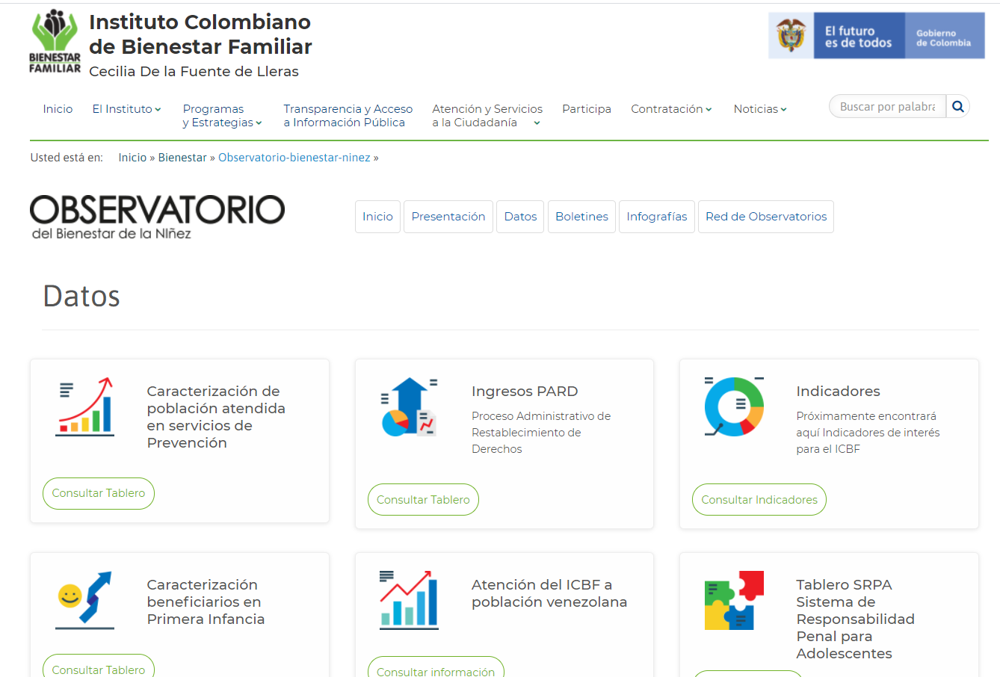 Instituto Colombiano
de Bienestar Familiar
Cecilia De la Fuente de Lleras
BIENESTAR
FAMILIAR
El futuro
es de todos
Gobierno
de Colombia
Inicio
El Instituto
Programas
y Estrategias
Transparencia y Acceso
a Información Pública
Atención y Servicios
a la Ciudadanía
Participa
Contratación
Noticias
Buscar por palabra
Usted está en: Inicio » Bienestar » Observatorio-bienestar-ninez »
OBSERVATORIO
del Bienestar de la NIñez
Inicio
Presentación
Datos
Boletines
Infografías
Red de Observatorios
Datos
Caracterización de
población atendida
en servicios de
Prevención
Consultar Tablero
Ingresos PARD
Proceso Administrativo de
Restablecimiento de
Derechos
Consultar Tablero
Indicadores
Próximamente encontrará
aquí Indicadores de interés
para el ICBF
Consultar Indicadores
Caracterización
beneficiarios en
Primera Infancia
Consultar Tablero
Atención del ICBF a
población venezolana
Consultar información
Tablero SRPA
Sistema de
Responsabilidad
Penal para
Adolescentes